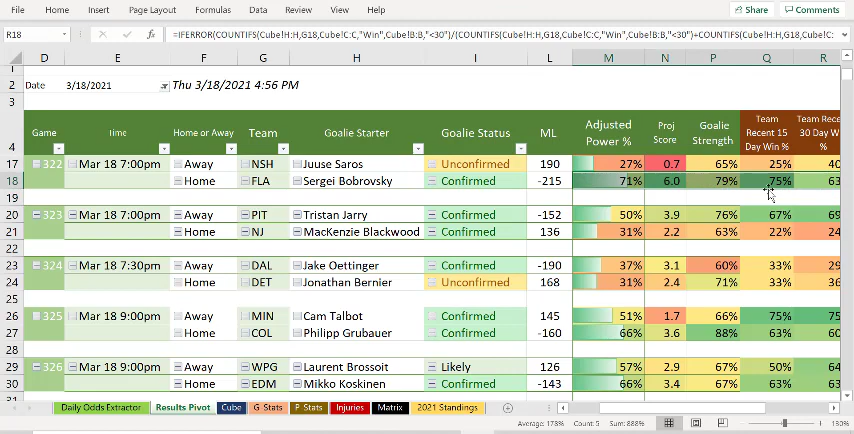 File Home Insert Page Layout Formulas Data Review View Help Share Comments
R18 fx =IFERROR(COUNTIFS(Cube!H:H,G18,Cube!C:C,"Win",Cube!B:B,"<30")/(COUNTIFS(Cube!H:H,G18,Cube!C:C,"Win",Cube!B:B,"<30")+COUNTIFS(Cube!H:H,G18,Cube!C:
D E F G H I L M N P Q R
1
2 Date 3/18/2021 Thu 3/18/2021 4:56 PM
3
4 Game Time Home or Away Team Goalie Starter Goalie Status ML Adjusted Power % Proj Score Goalie Strength Team Recent 15 Day Win % Team Rece 30 Day W %
17 322 Mar 18 7:00pm Away NSH Juuse Saros Unconfirmed 190 27% 0.7 65% 25% 40
18 Home FLA Sergei Bobrovsky Confirmed -215 71% 6.0 79% 75% 63
19
20 323 Mar 18 7:00pm Away PIT Tristan Jarry Confirmed -152 50% 3.9 76% 67% 69
21 Home NJ MacKenzie Blackwood Confirmed 136 31% 2.2 63% 22% 24
22
23 324 Mar 18 7:30pm Away DAL Jake Oettinger Confirmed -190 37% 3.1 60% 33% 29
24 Home DET Jonathan Bernier Unconfirmed 168 31% 2.4 71% 33% 36
25
26 325 Mar 18 9:00pm Away MIN Cam Talbot Confirmed 145 51% 1.7 66% 75% 75
27 Home COL Philipp Grubauer Confirmed -160 66% 3.6 88% 63% 60
28
29 326 Mar 18 9:00pm Away WPG Laurent Brossoit Likely 126 57% 2.9 67% 50% 64
30 Home EDM Mikko Koskinen Confirmed -143 66% 3.4 67% 63% 67
Daily Odds Extractor Results Pivot Cube G Stats P Stats Injuries Matrix 2021 Standings
Average: 178% Count: 5 Sum: 888% 130%